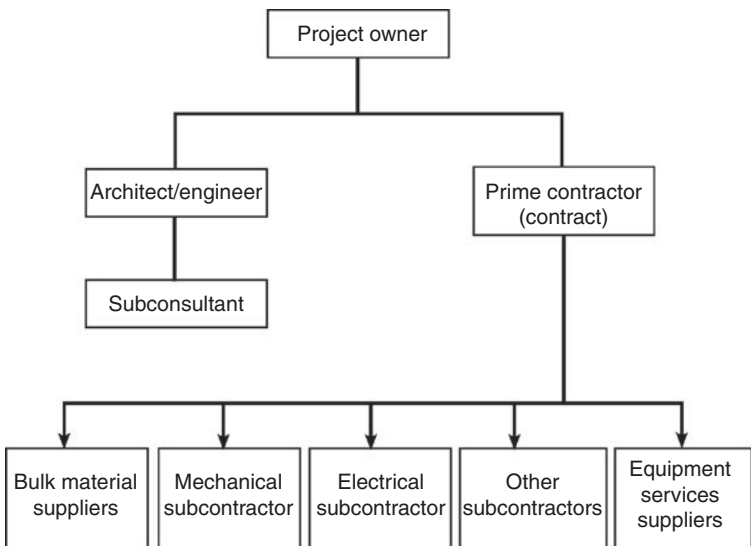 Project owner
Architect/engineer
Prime contractor
(contract)
Subconsultant
Bulk material
suppliers
Mechanical
subcontractor
Electrical
subcontractor
Other
subcontractors
Equipment
services
suppliers